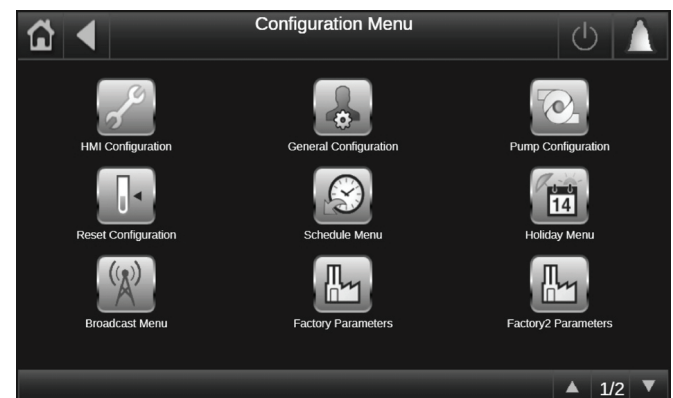 Configuration Menu
HMI Configuration
General Configuration
Pump Configuration
Reset Configuration
Schedule Menu
14
Holiday Menu
Broadcast Menu
Factory Parameters
Factory2 Parameters
1/2